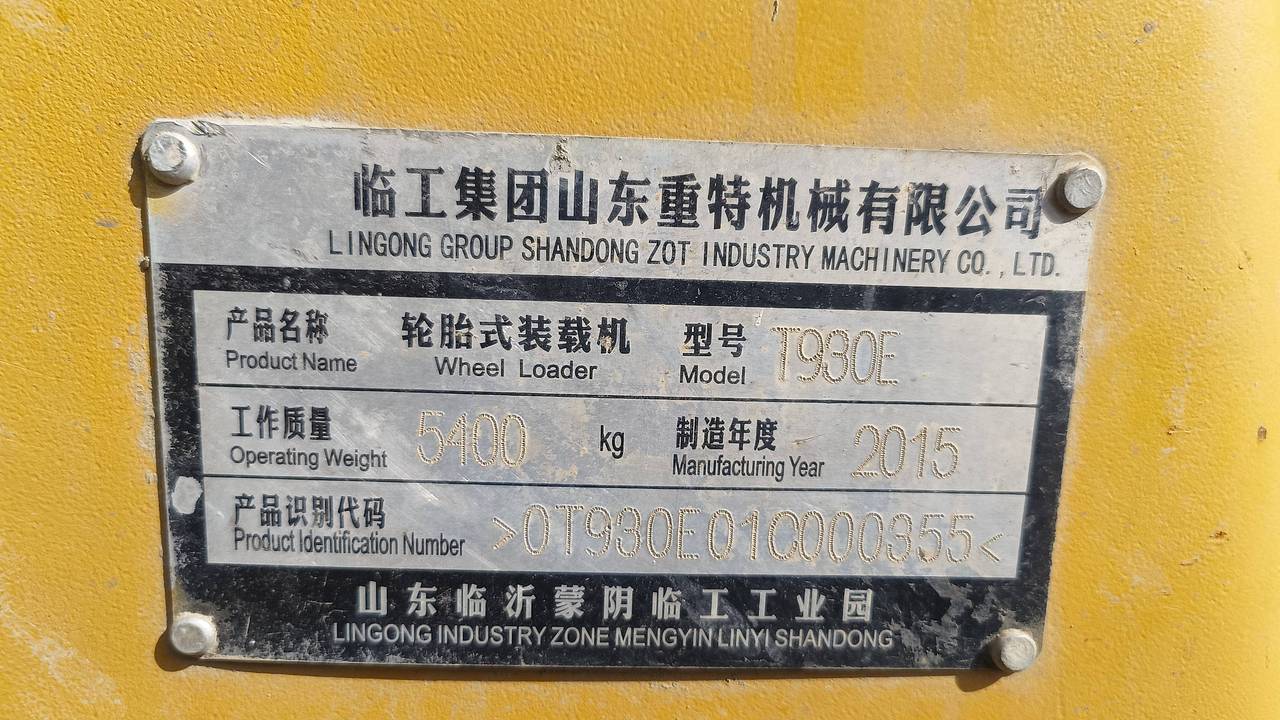 临工集团山东重特机械有限公司
LINGONG GROUP SHANDONG ZOT INDUSTRY MACHINERY CO.,LTD.
产品名称 轮胎式装载机 型号 T930E
Product Name Wheel Loader Model
工作质量 5400 kg 制造年度 2015
Operating Weight Manufacturing Year
产品识别代码 >0T930E01C000355<
Product Identification Number
山东临沂蒙阴临工工业园
LINGONG INDUSTRY ZONE MENGYIN LINYI SHANDONG